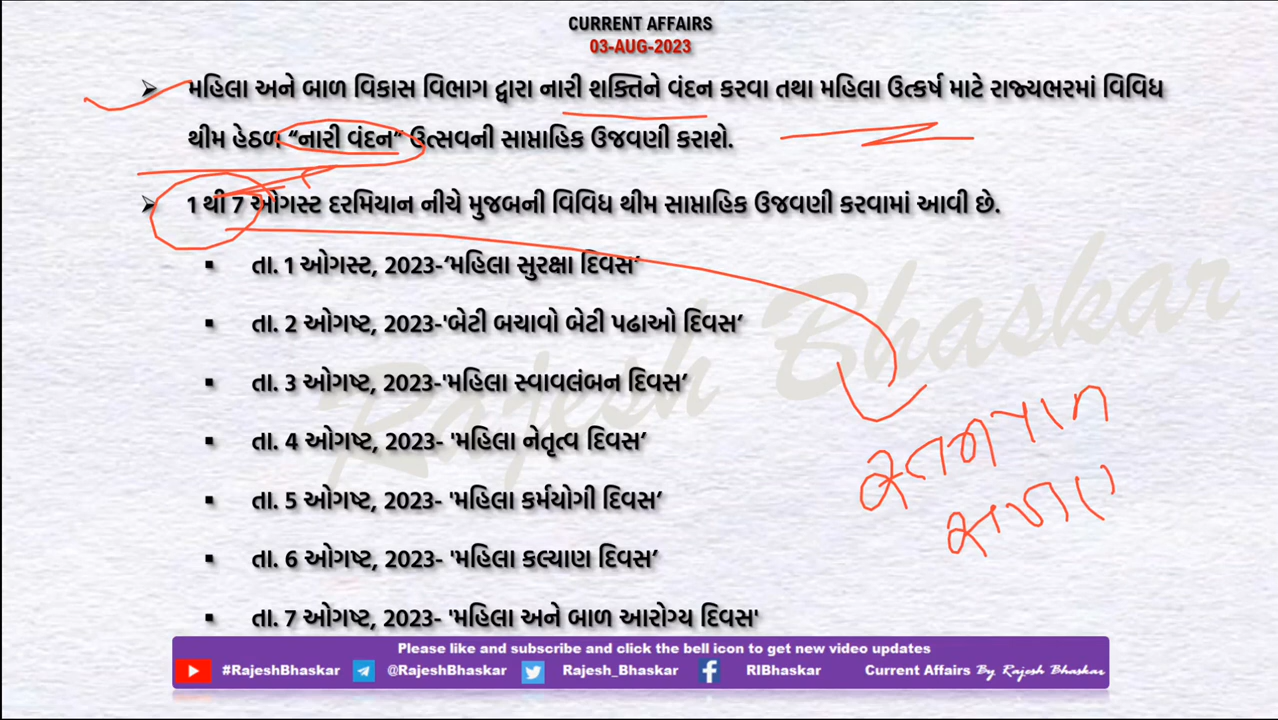 CURRENT AFFAIRS
03-AUG-2023
➢ મહિલા અને બાળ વિકાસ વિભાગ દ્વારા નારી શક્તિને વંદન કરવા તથા મહિલા ઉત્કર્ષ માટે રાજ્યભરમાં વિવિધ
થીમ હેઠળ “નારી વંદન“ ઉત્સવની સાપ્તાહિક ઉજવણી કરાશે.
➢ 1 થી 7 ઓગસ્ટ દરમિયાન નીચે મુજબની વિવિધ થીમ સાપ્તાહિક ઉજવણી કરવામાં આવી છે.
▪ તા. 1 ઓગસ્ટ, 2023-‘મહિલા સુરક્ષા દિવસ’
▪ તા. 2 ઓગષ્ટ, 2023-'બેટી બચાવો બેટી પઢાઓ દિવસ’
▪ તા. 3 ઓગષ્ટ, 2023-'મહિલા સ્વાવલંબન દિવસ’
▪ તા. 4 ઓગષ્ટ, 2023- 'મહિલા નેતૃત્વ દિવસ’
▪ તા. 5 ઓગષ્ટ, 2023- 'મહિલા કર્મયોગી દિવસ’
▪ તા. 6 ઓગષ્ટ, 2023- 'મહિલા કલ્યાણ દિવસ’
▪ તા. 7 ઓગષ્ટ, 2023- 'મહિલા અને બાળ આરોગ્ય દિવસ'
Rajesh Bhaskar
સ્તનપાન
Please like and subscribe and click the bell icon to get new video updates
#RajeshBhaskar @RajeshBhaskar Rajesh_Bhaskar RIBhaskar Current Affairs By Rajesh Bhaskar